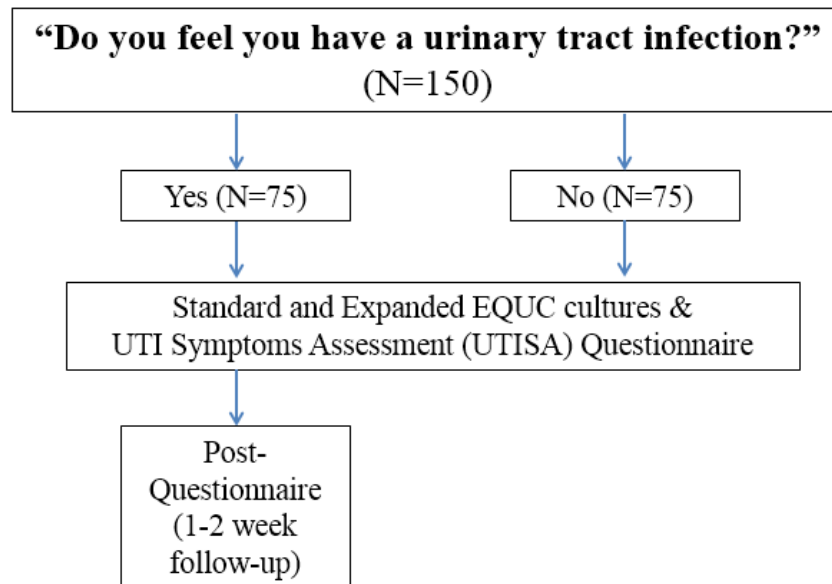 “Do you feel you have a urinary tract infection?”
(N=150)
Yes (N=75)
No (N=75)
Standard and Expanded EQUC cultures &
UTI Symptoms Assessment (UTISA) Questionnaire
Post-
Questionnaire
(1-2 week
follow-up)